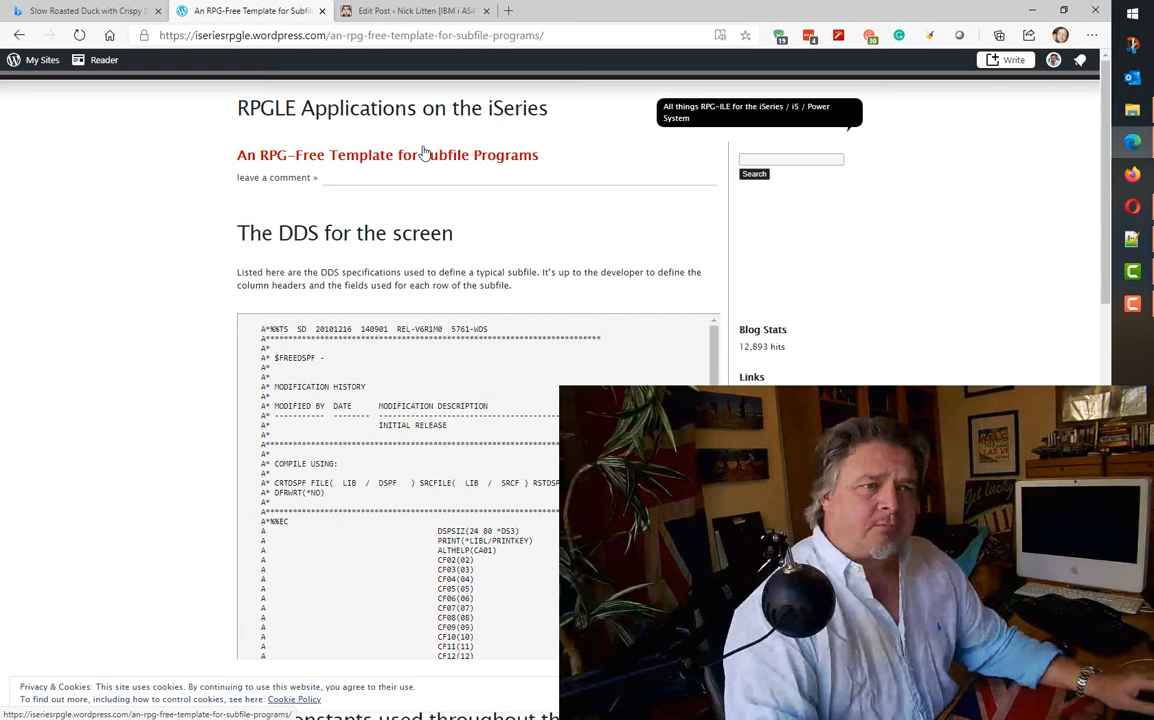 Slow Roasted Duck with Crispy S
An RPG-Free Template for Subfil
Edit Post ‹ Nick Litten [IBM i AS4
https://iseriesrpgle.wordpress.com/an-rpg-free-template-for-subfile-programs/
19
4
30
My Sites
Reader
Write
RPGLE Applications on the iSeries
All things RPG-ILE for the iSeries / i5 / Power
System
An RPG-Free Template for Subfile Programs
leave a comment »
Search
The DDS for the screen
Listed here are the DDS specifications used to define a typical subfile. It's up to the developer to define the
column headers and the fields used for each row of the subfile.
Blog Stats
12,893 hits
Links
A*%%TS  SD  20101216  140901  REL-V6R1M0  5761-WDS
A**********************************************************************
A*
A* $FREEDSPF -
A*
A*
A* MODIFICATION HISTORY
A*
A* MODIFIED BY  DATE      MODIFICATION DESCRIPTION
A* -----------  --------  ------------------------
A*                        INITIAL RELEASE
A*
A**********************************************************************
A*
A* COMPILE USING:
A*
A* CRTDSPF FILE(  LIB  /  DSPF   ) SRCFILE(  LIB  /  SRCF ) RSTDSP
A* DFRWRT(*NO)
A*
A**********************************************************************
A*%%EC
A                                      DSPSIZ(24 80 *DS3)
A                                      PRINT(*LIBL/PRINTKEY)
A                                      ALTHELP(CA01)
A                                      CF02(02)
A                                      CF03(03)
A                                      CF04(04)
A                                      CF05(05)
A                                      CF06(06)
A                                      CF07(07)
A                                      CF08(08)
A                                      CF09(09)
A                                      CF10(10)
A                                      CF11(11)
A                                      CF12(12)
Get lucky
Privacy & Cookies: This site uses cookies. By continuing to use this website, you agree to their use.
To find out more, including how to control cookies, see here: Cookie Policy
https://iseriesrpgle.wordpress.com/an-rpg-free-template-for-subfile-programs/
onstants used throughout th